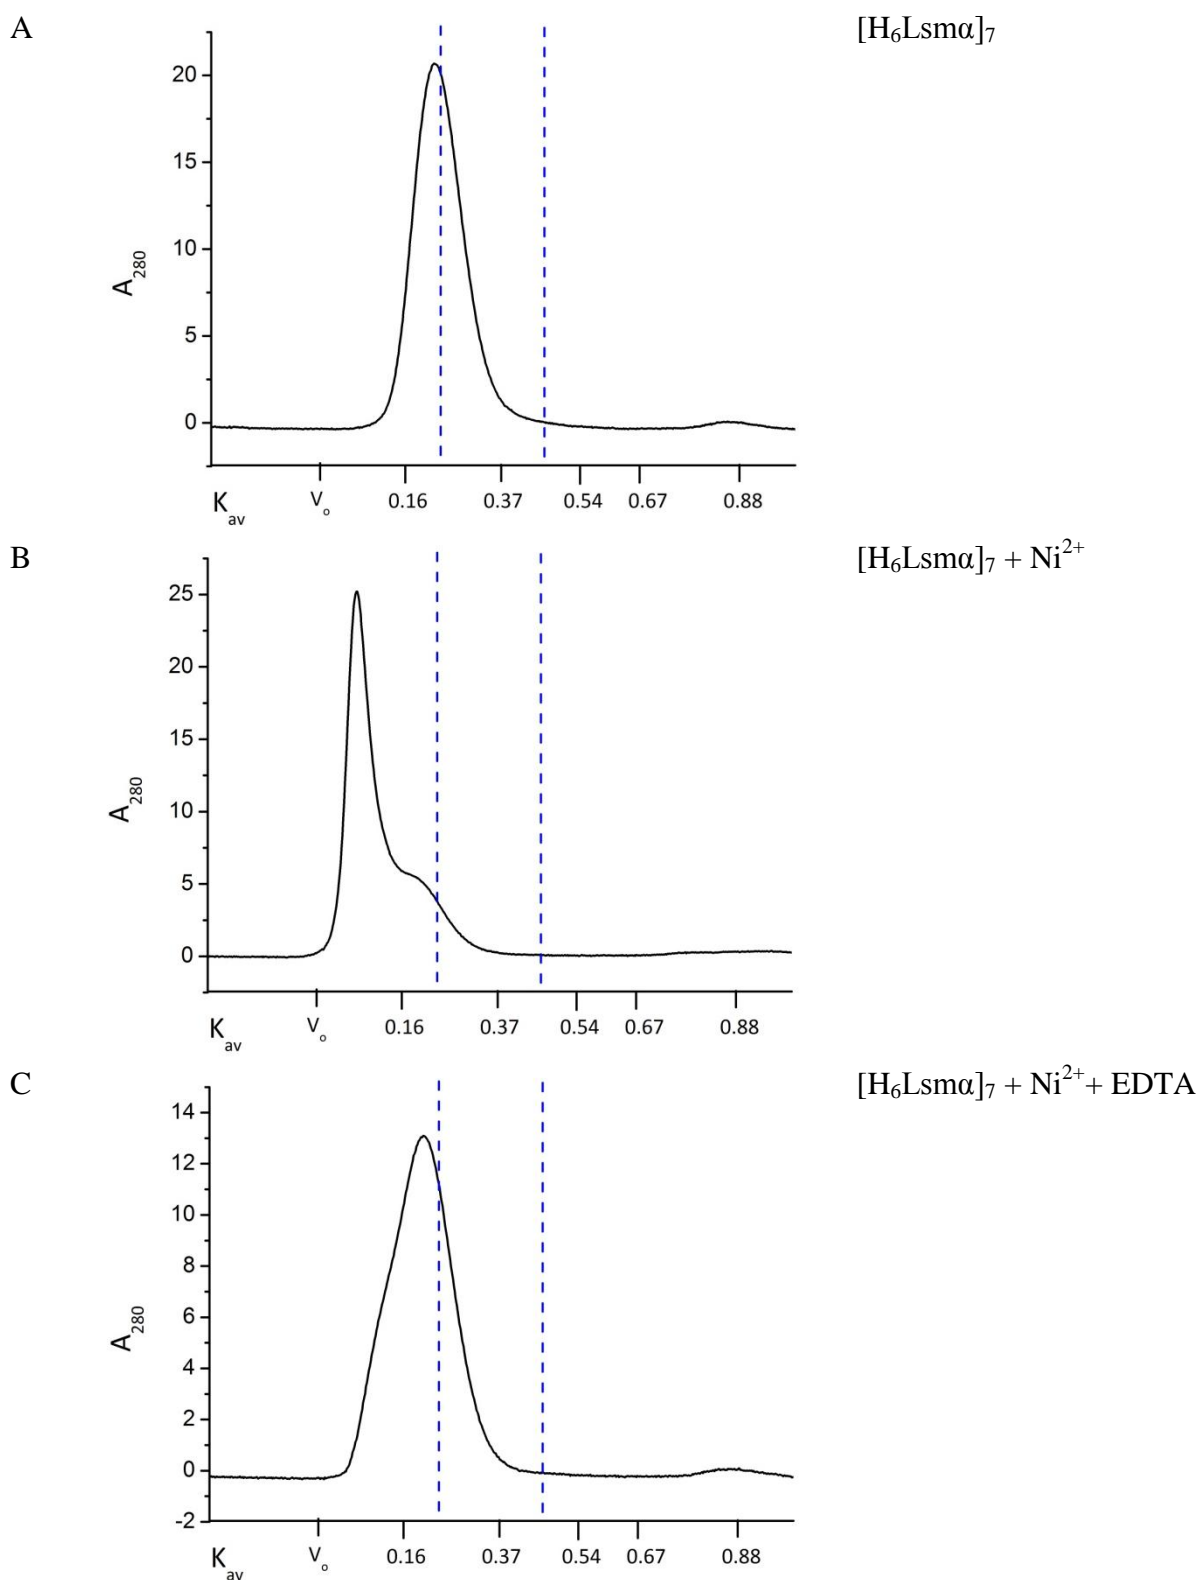 A
[H₆Lsmα]₇
20
15
10
5
0
A₂₈₀
Kav Vo 0.16 0.37 0.54 0.67 0.88
B
[H₆Lsmα]₇ + Ni²⁺
25
20
15
10
5
0
A₂₈₀
Kav Vo 0.16 0.37 0.54 0.67 0.88
C
[H₆Lsmα]₇ + Ni²⁺+ EDTA
14
12
10
8
6
4
2
0
-2
A₂₈₀
Kav Vo 0.16 0.37 0.54 0.67 0.88